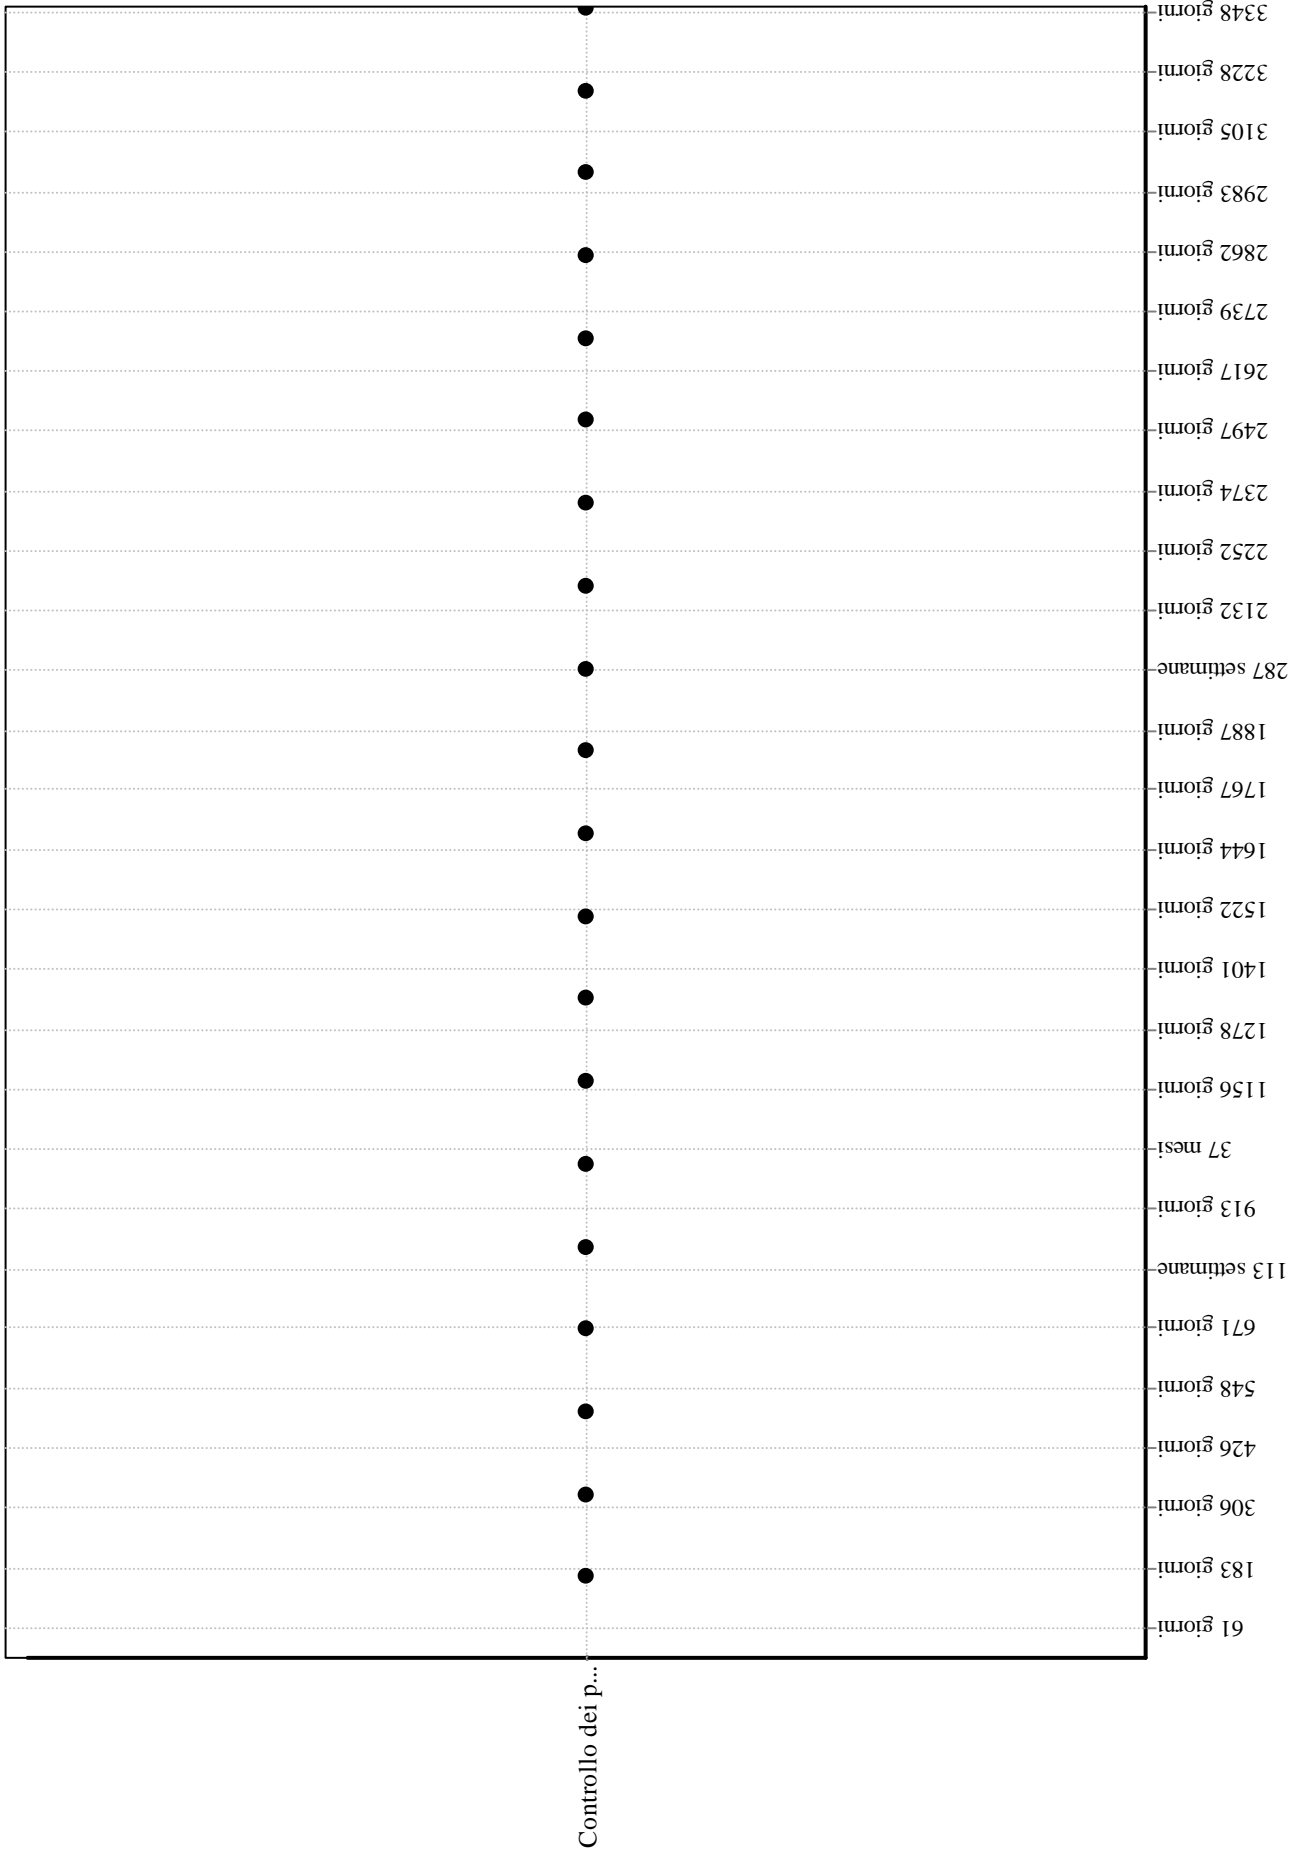 3348 giorni
3228 giorni
3105 giorni
2983 giorni
2862 giorni
2739 giorni
2617 giorni
2497 giorni
2374 giorni
2252 giorni
2132 giorni
287 settimane
1887 giorni
1767 giorni
1644 giorni
1522 giorni
1401 giorni
1278 giorni
1156 giorni
37 mesi
913 giorni
113 settimane
671 giorni
548 giorni
426 giorni
306 giorni
183 giorni
61 giorni
Controllo dei p...